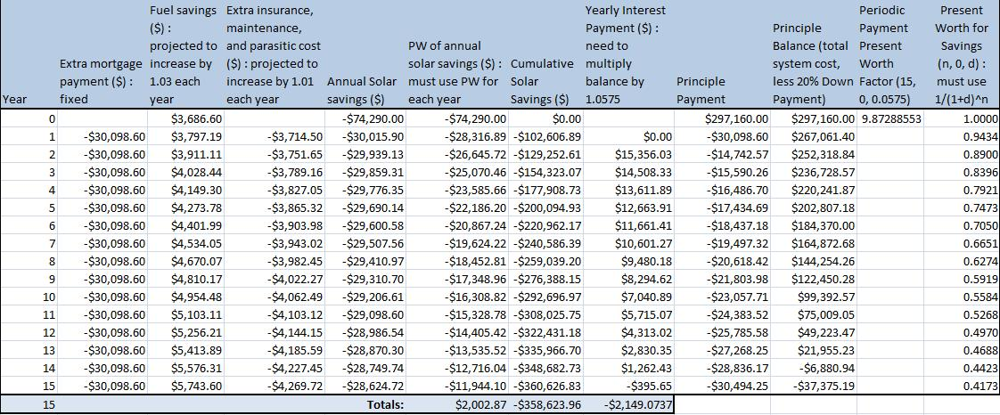 Year | Extra mortgage payment ($) : fixed | Fuel savings ($) : projected to increase by 1.03 each year | Extra insurance, maintenance, and parasitic cost ($) : projected to increase by 1.01 each year | Annual Solar savings ($) | PW of annual solar savings ($) : must use PW for each year | Cumulative Solar Savings ($) | Yearly Interest Payment ($) : need to multiply balance by 1.0575 | Principle Payment | Principle Balance (total system cost, less 20% Down Payment) | Periodic Payment Present Worth Factor (15, 0, 0.0575) | Present Worth for Savings (n, 0, d) : must use 1/(1+d)^n
0 $3,686.60 -$74,290.00 -$74,290.00 $0.00 $297,160.00 $297,160.00 9.87288553 1.0000
1 -$30,098.60 $3,797.19 -$3,714.50 -$30,015.90 -$28,316.89 -$102,606.89 $0.00 -$30,098.60 $267,061.40 0.9434
2 -$30,098.60 $3,911.11 -$3,751.65 -$29,939.13 -$26,645.72 -$129,252.61 $15,356.03 -$14,742.57 $252,318.84 0.8900
3 -$30,098.60 $4,028.44 -$3,789.16 -$29,859.31 -$25,070.46 -$154,323.07 $14,508.33 -$15,590.26 $236,728.57 0.8396
4 -$30,098.60 $4,149.30 -$3,827.05 -$29,776.35 -$23,585.66 -$177,908.73 $13,611.89 -$16,486.70 $220,241.87 0.7921
5 -$30,098.60 $4,273.78 -$3,865.32 -$29,690.14 -$22,186.20 -$200,094.93 $12,663.91 -$17,434.69 $202,807.18 0.7473
6 -$30,098.60 $4,401.99 -$3,903.98 -$29,600.58 -$20,867.24 -$220,962.17 $11,661.41 -$18,437.18 $184,370.00 0.7050
7 -$30,098.60 $4,534.05 -$3,943.02 -$29,507.56 -$19,624.22 -$240,586.39 $10,601.27 -$19,497.32 $164,872.68 0.6651
8 -$30,098.60 $4,670.07 -$3,982.45 -$29,410.97 -$18,452.81 -$259,039.20 $9,480.18 -$20,618.42 $144,254.26 0.6274
9 -$30,098.60 $4,810.17 -$4,022.27 -$29,310.70 -$17,348.96 -$276,388.15 $8,294.62 -$21,803.98 $122,450.28 0.5919
10 -$30,098.60 $4,954.48 -$4,062.49 -$29,206.61 -$16,308.82 -$292,696.97 $7,040.89 -$23,057.71 $99,392.57 0.5584
11 -$30,098.60 $5,103.11 -$4,103.12 -$29,098.60 -$15,328.78 -$308,025.75 $5,715.07 -$24,383.52 $75,009.05 0.5268
12 -$30,098.60 $5,256.21 -$4,144.15 -$28,986.54 -$14,405.42 -$322,431.18 $4,313.02 -$25,785.58 $49,223.47 0.4970
13 -$30,098.60 $5,413.89 -$4,185.59 -$28,870.30 -$13,535.52 -$335,966.70 $2,830.35 -$27,268.25 $21,955.23 0.4688
14 -$30,098.60 $5,576.31 -$4,227.45 -$28,749.74 -$12,716.04 -$348,682.73 $1,262.43 -$28,836.17 -$6,880.94 0.4423
15 -$30,098.60 $5,743.60 -$4,269.72 -$28,624.72 -$11,944.10 -$360,626.83 -$395.65 -$30,494.25 -$37,375.19 0.4173
15 Totals: $2,002.87 -$358,623.96 -$2,149.0737